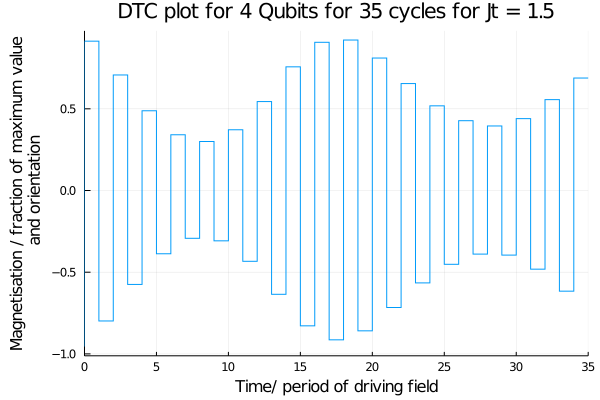 DTC plot for 4 Qubits for 35 cycles for Jt = 1.5
Magnetisation / fraction of maximum value
and orientation
0.5
0.0
−0.5
−1.0
0 5 10 15 20 25 30 35
Time/ period of driving field